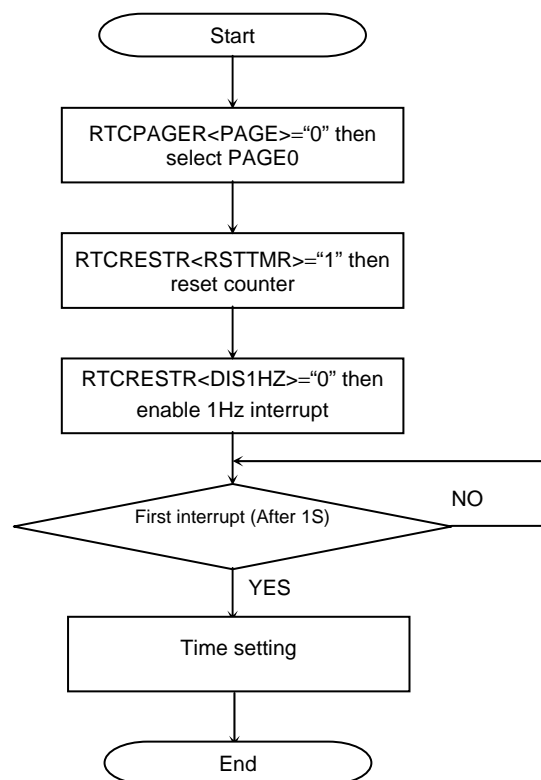 Start
RTCPAGER<PAGE>=“0” then
select PAGE0
RTCRESTR<RSTTMR>=“1” then
reset counter
RTCRESTR<DIS1HZ>=“0” then
enable 1Hz interrupt
First interrupt (After 1S)
NO
YES
Time setting
End